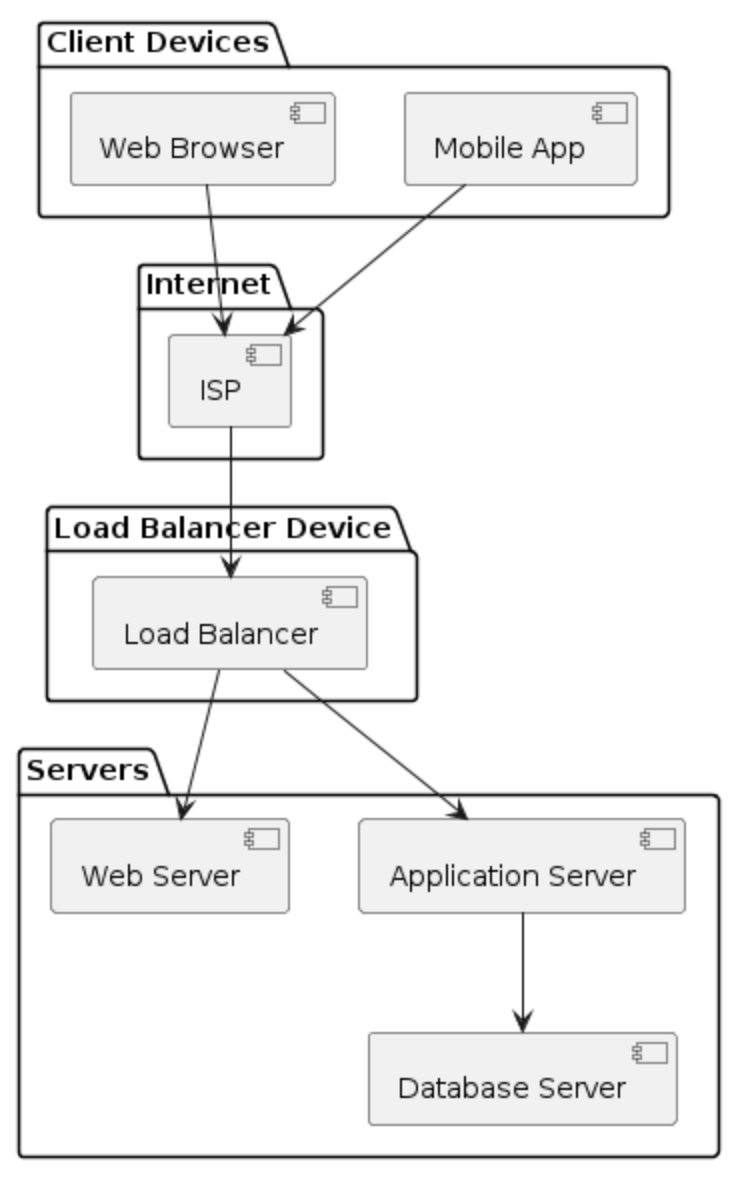 Client Devices
Web Browser
Mobile App
Internet
ISP
Load Balancer Device
Load Balancer
Servers
Web Server
Application Server
Database Server